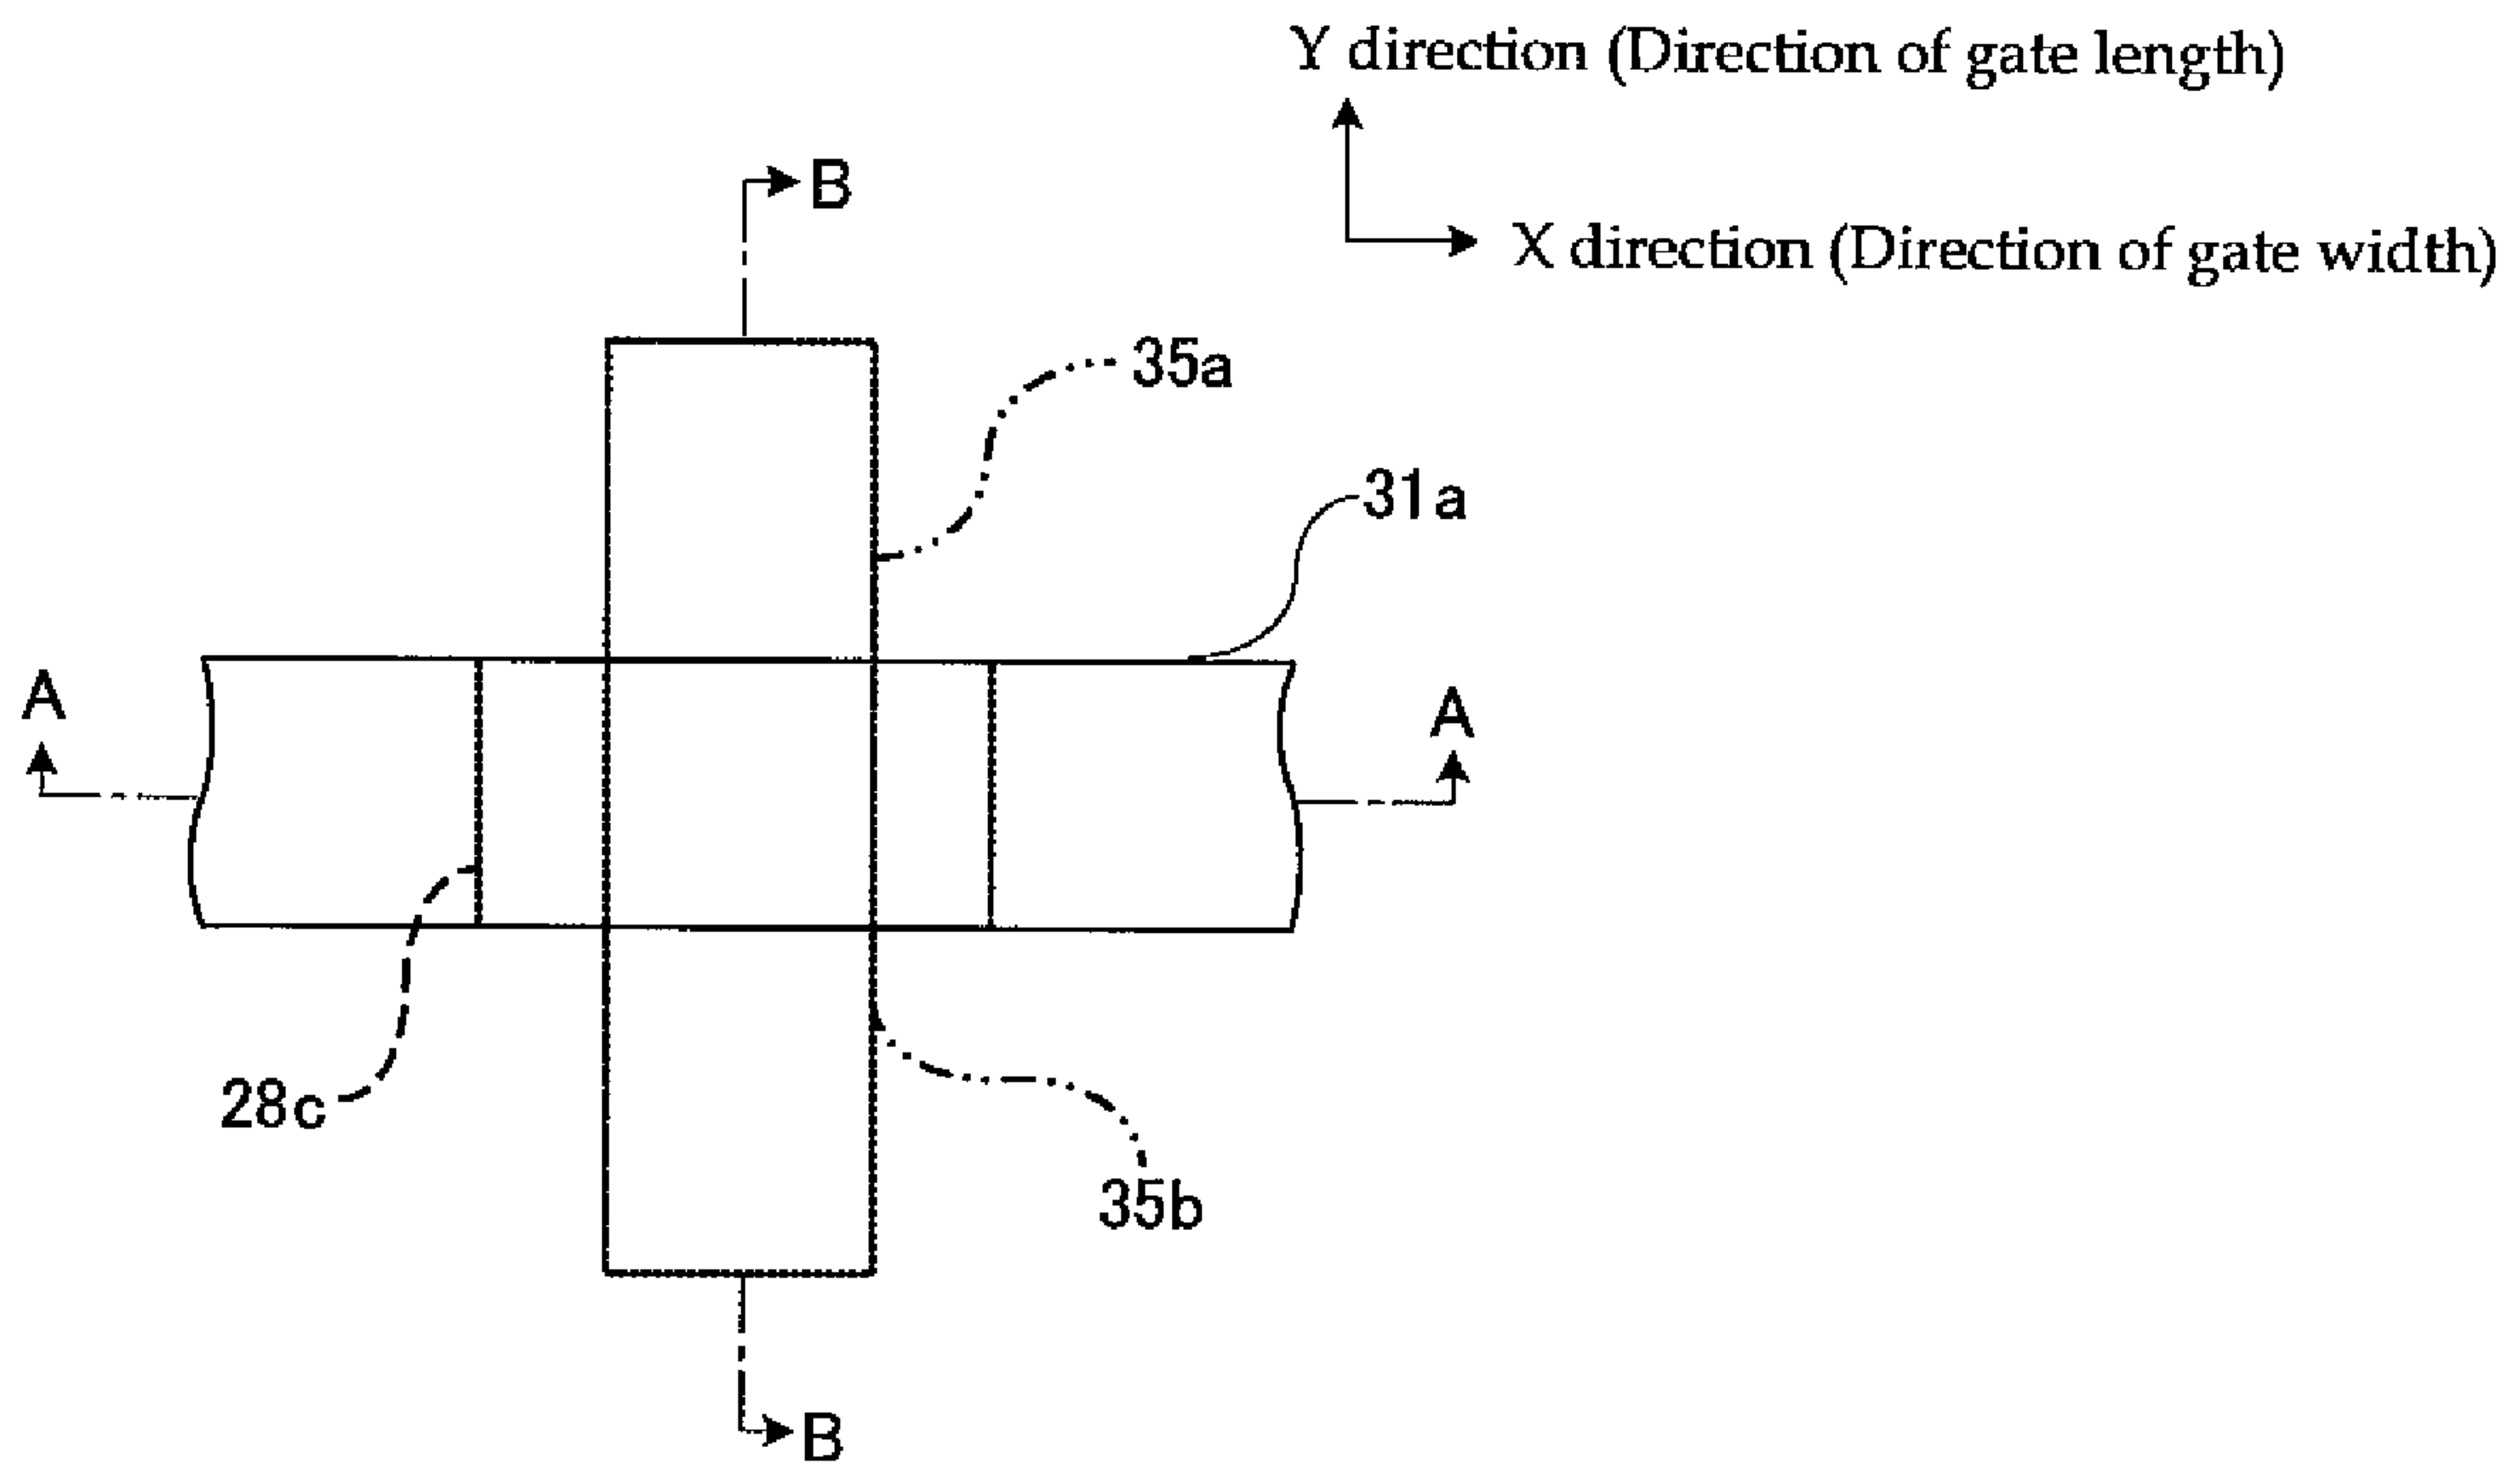 Y direction (Direction of gate length)
B
X direction (Direction of gate width)
35a
31a
A
A
28c
35b
B